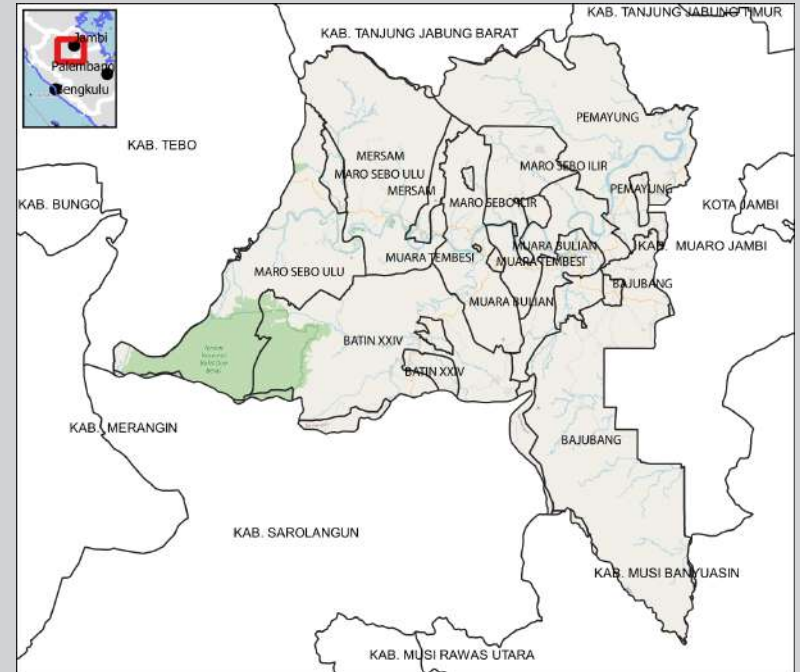 KAB. TANJUNG JABUNG TIMUR
KAB. TANJUNG JABUNG BARAT
Jambi
Palembang
Bengkulu
PEMAYUNG
KAB. TEBO
MERSAM
MARO SEBO ILIR
MARO SEBO ULU
MERSAM
PEMAYUNG
KAB. BUNGO
MARO SEBO ILIR
KOTA JAMBI
MUARA BULIAN
KAB. MUARO JAMBI
MUARA TEMBESI
MUARA TEMBESI
MARO SEBO ULU
BAJUBANG
MUARA BULIAN
BATIN XXIV
BATIN XXIV
KAB. MERANGIN
BAJUBANG
KAB. SAROLANGUN
KAB. MUSI BANYUASIN
KAB. MUSI RAWAS UTARA